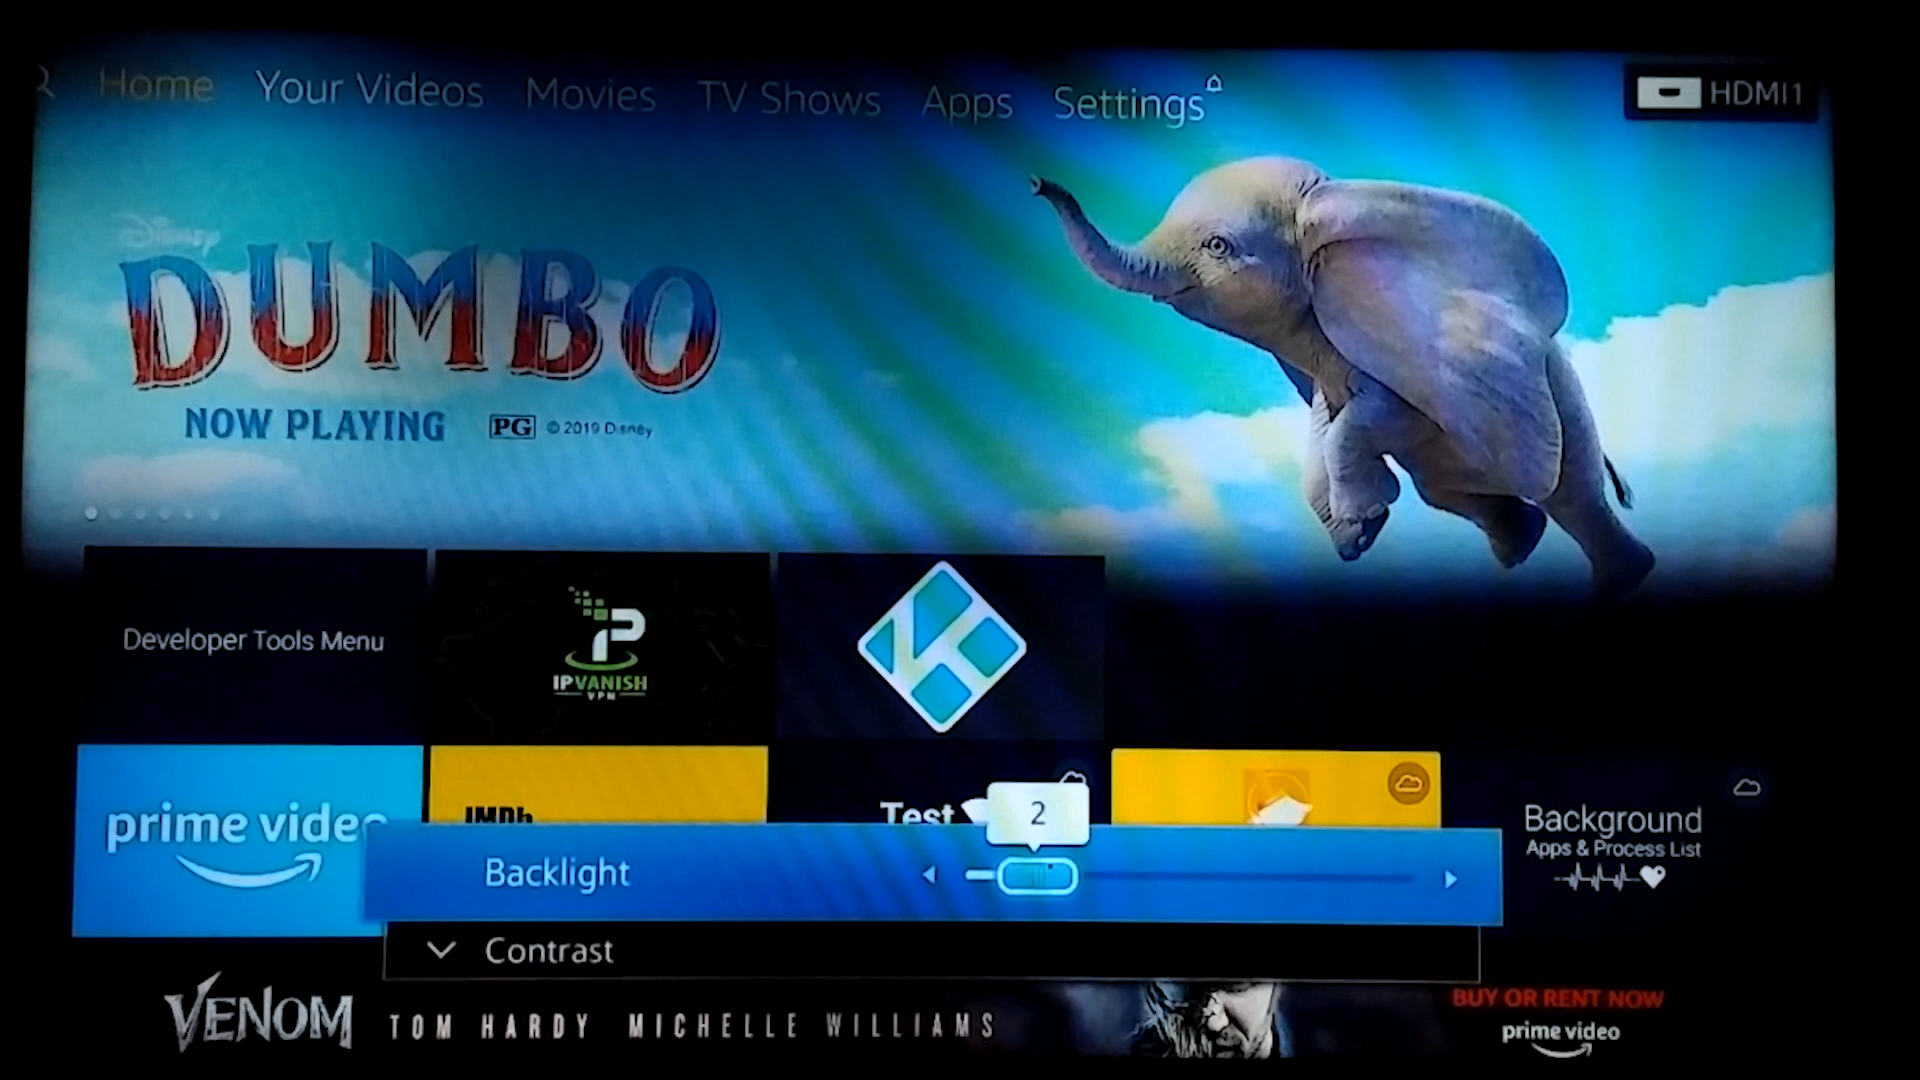 Home Your Videos Movies TV Shows Apps Settings
HDMI1
Disney
DUMBO
NOW PLAYING PG © 2019 Disney
Developer Tools Menu
IPVANISH
VPN
prime video
IMDb
Test
2
Background
Apps & Process List
Backlight
Contrast
VENOM TOM HARDY MICHELLE WILLIAMS
BUY OR RENT NOW
prime video